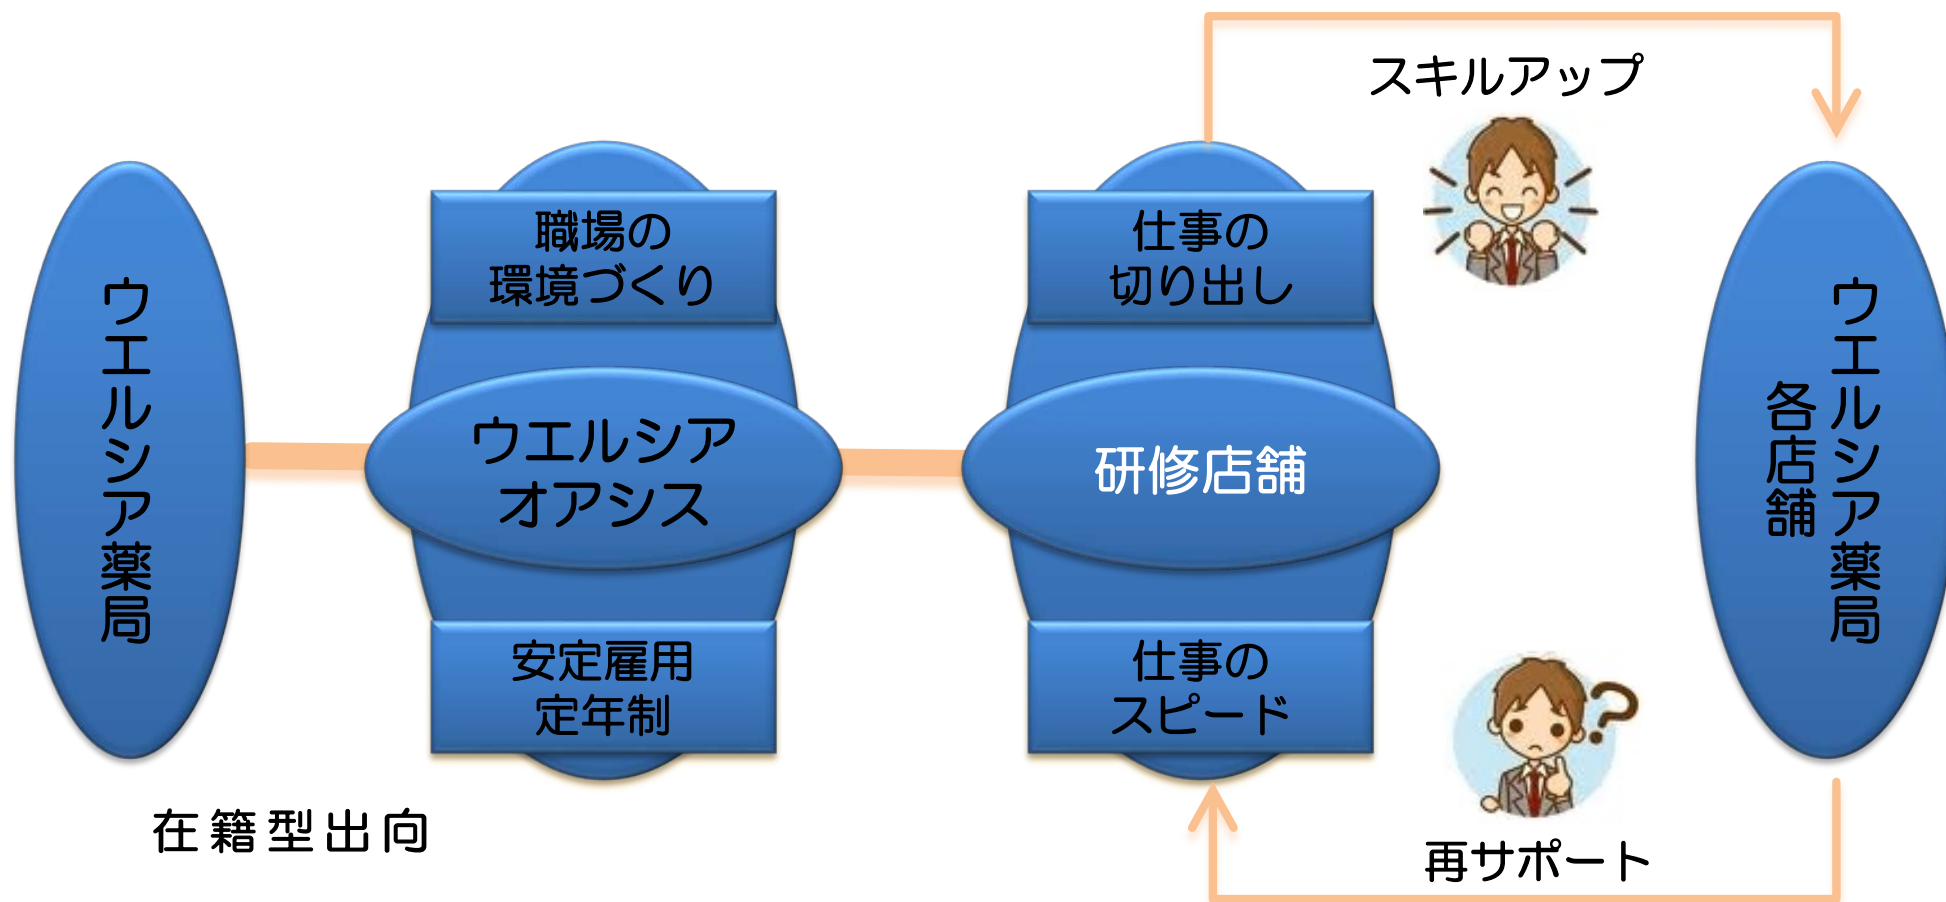 ウエルシア薬局
在籍型出向
職場の
環境づくり
ウエルシア
オアシス
安定雇用
定年制
仕事の
切り出し
研修店舗
仕事の
スピード
スキルアップ
再サポート
ウエルシア薬局
各店舗